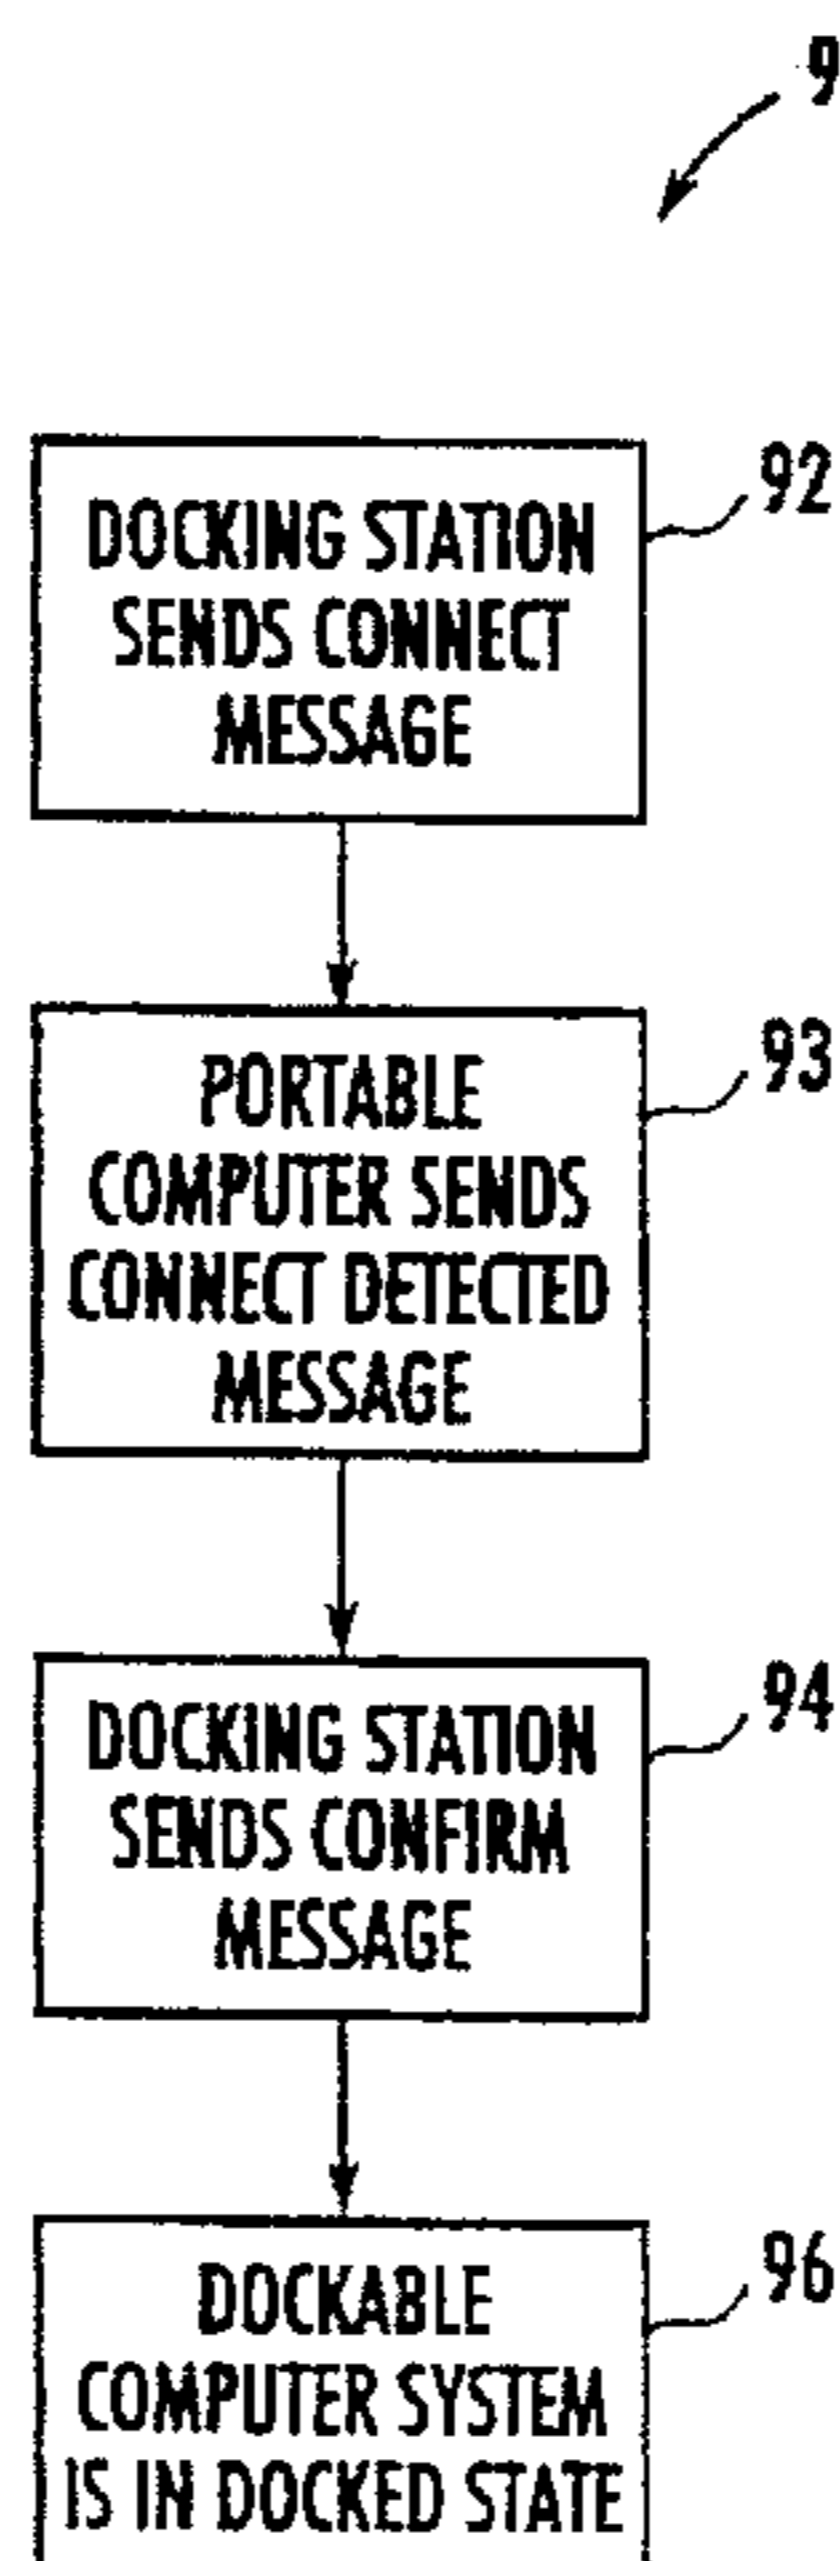 9
92
DOCKING STATION
SENDS CONNECT
MESSAGE
93
PORTABLE
COMPUTER SENDS
CONNECT DETECTED
MESSAGE
94
DOCKING STATION
SENDS CONFIRM
MESSAGE
96
DOCKABLE
COMPUTER SYSTEM
IS IN DOCKED STATE